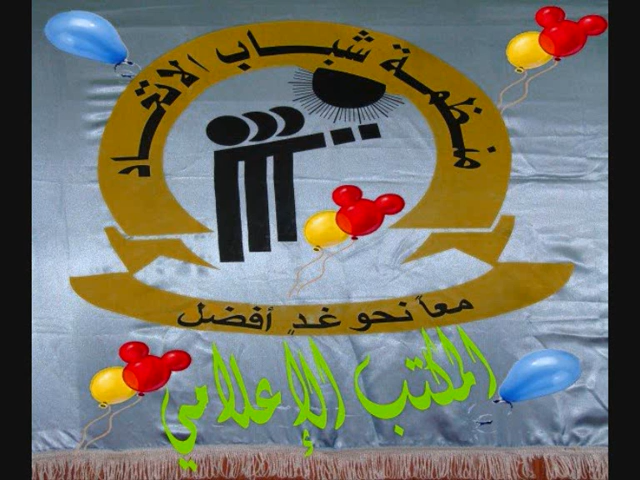 منظمة شباب الاتحاد
معاً نحو غدٍ أفضل
المكتب الإعلامي